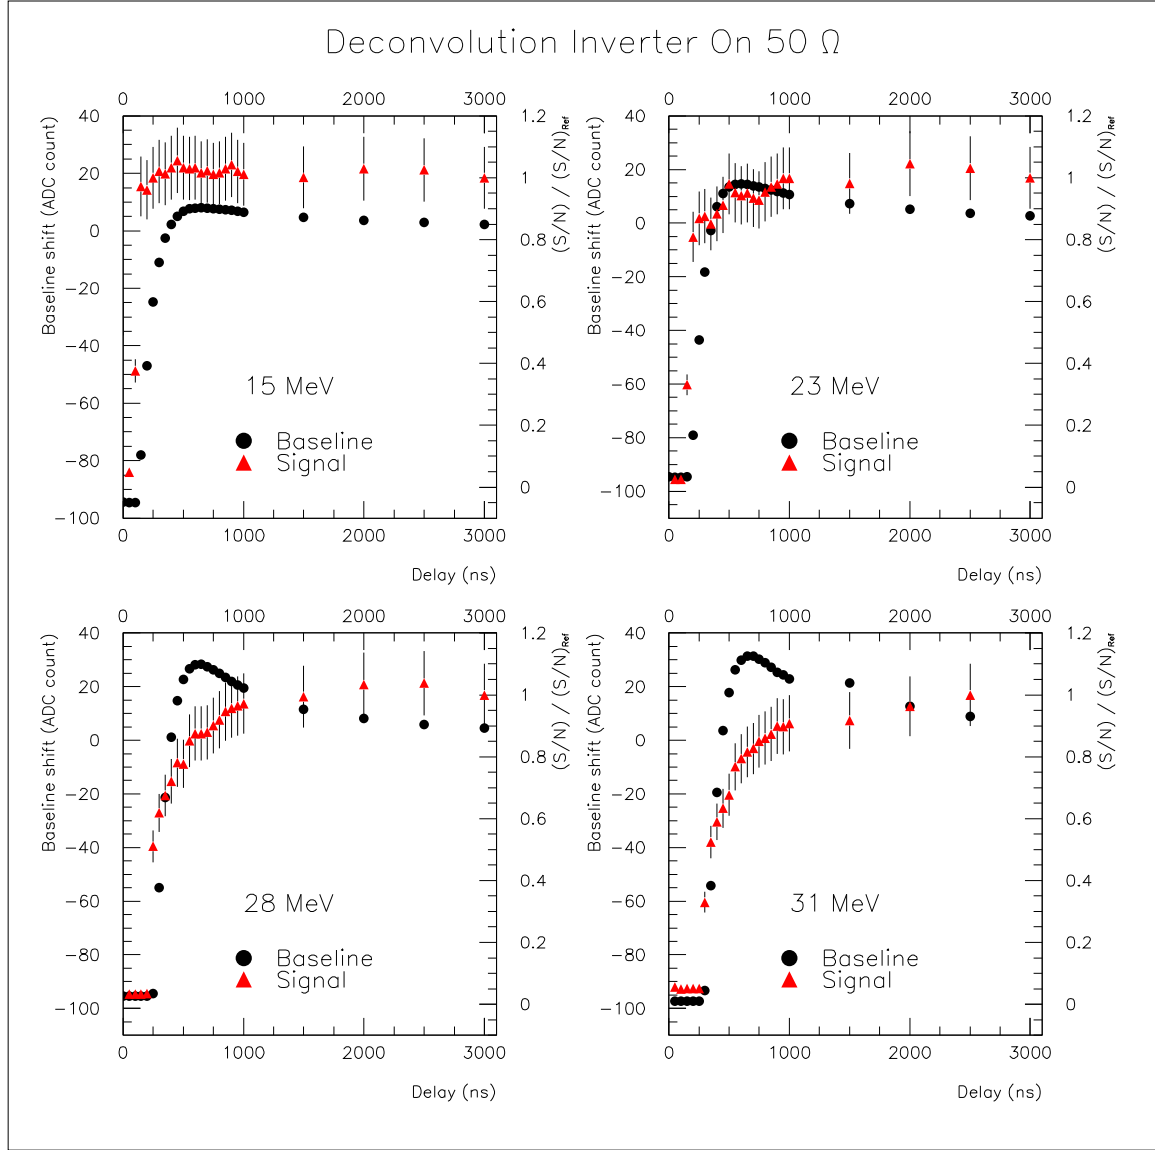 Deconvolution Inverter On 50 Ω
0 1000 2000 3000
Baseline shift (ADC count)
40
20
0
−20
−40
−60
−80
−100
1.2
1
0.8
0.6
0.4
0.2
0
(S/N) / (S/N)Ref
15 MeV
Baseline
Signal
0 1000 2000 3000
Delay (ns)
0 1000 2000 3000
Baseline shift (ADC count)
40
20
0
−20
−40
−60
−80
−100
1.2
1
0.8
0.6
0.4
0.2
0
(S/N) / (S/N)Ref
23 MeV
Baseline
Signal
0 1000 2000 3000
Delay (ns)
0 1000 2000 3000
Baseline shift (ADC count)
40
20
0
−20
−40
−60
−80
−100
1.2
1
0.8
0.6
0.4
0.2
0
(S/N) / (S/N)Ref
28 MeV
Baseline
Signal
0 1000 2000 3000
Delay (ns)
0 1000 2000 3000
Baseline shift (ADC count)
40
20
0
−20
−40
−60
−80
−100
1.2
1
0.8
0.6
0.4
0.2
0
(S/N) / (S/N)Ref
31 MeV
Baseline
Signal
0 1000 2000 3000
Delay (ns)